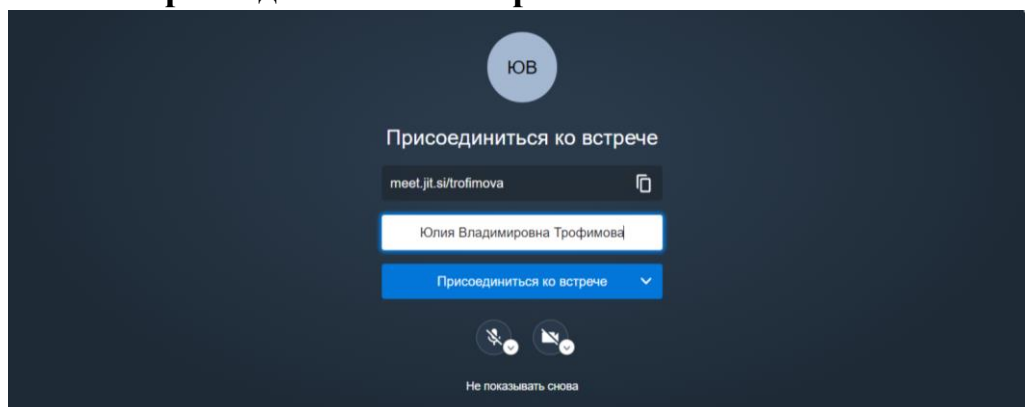 ЮВ
Присоединиться ко встрече
meet.jit.si/trofimova
Юлия Владимировна Трофимова
Присоединиться ко встрече
Не показывать снова